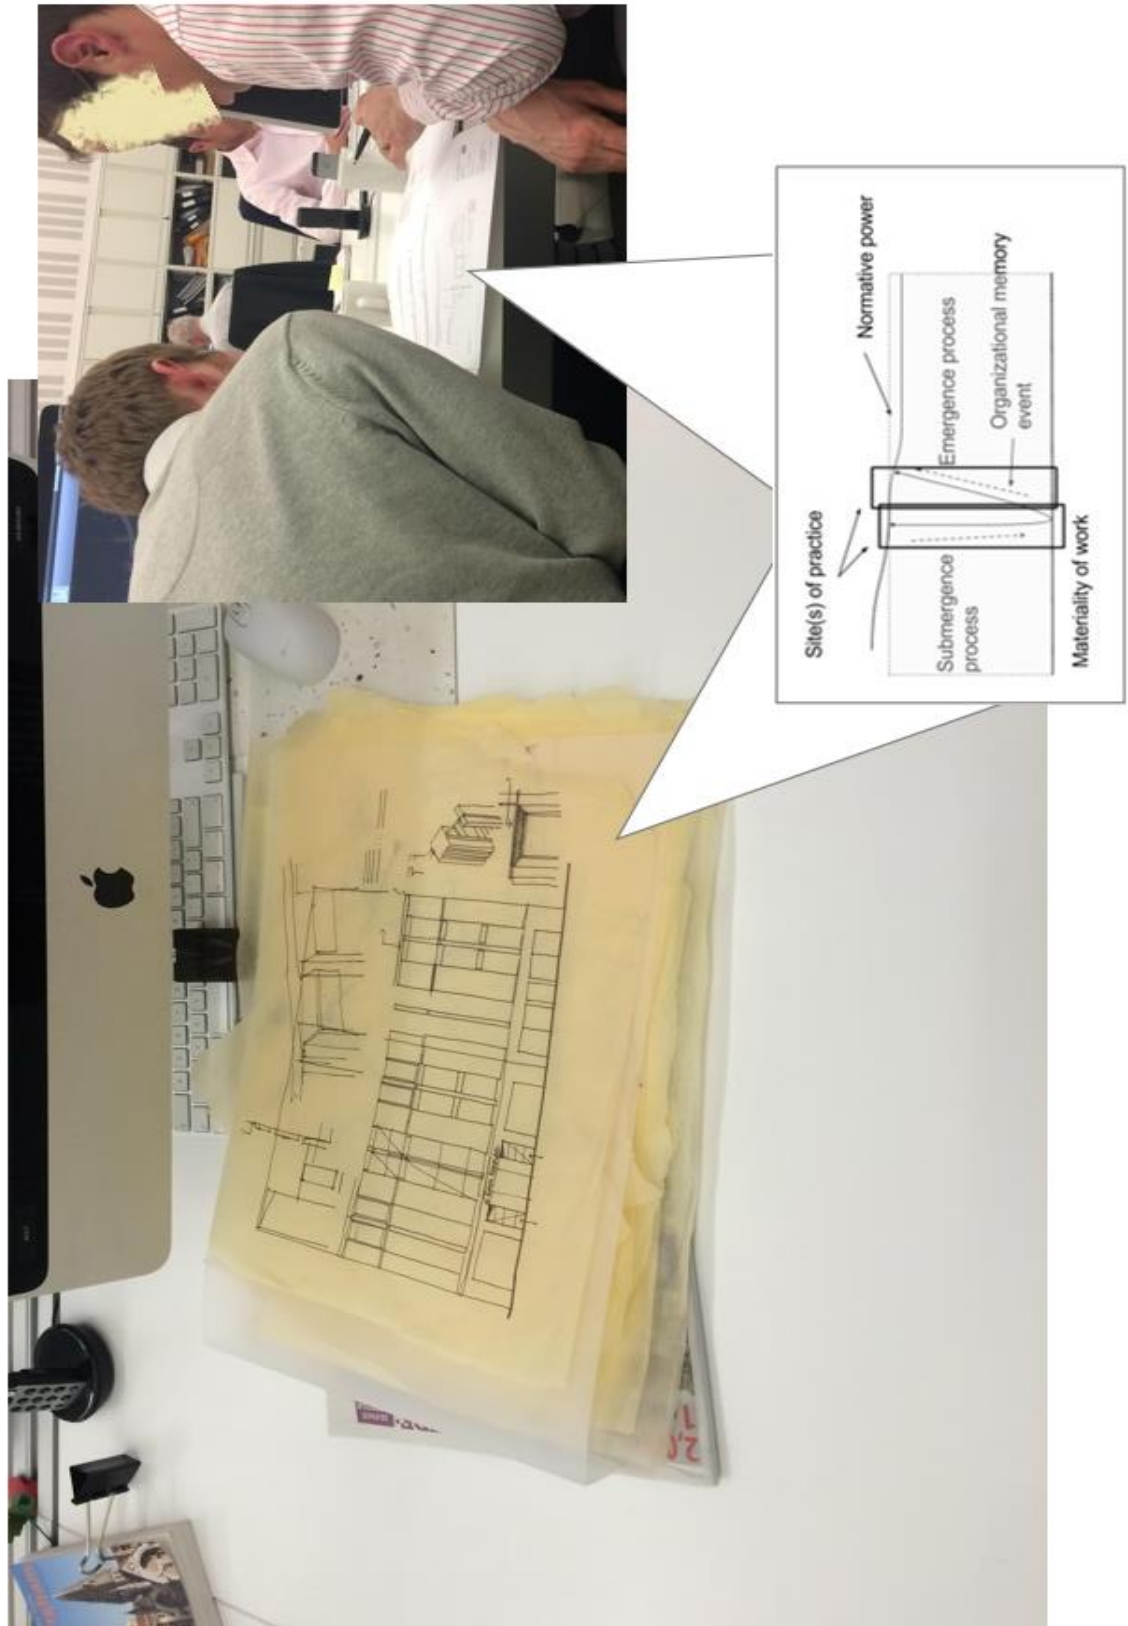 Site(s) of practice
Normative power
Submergence
process
Emergence process
Organizational memory
event
Materiality of work